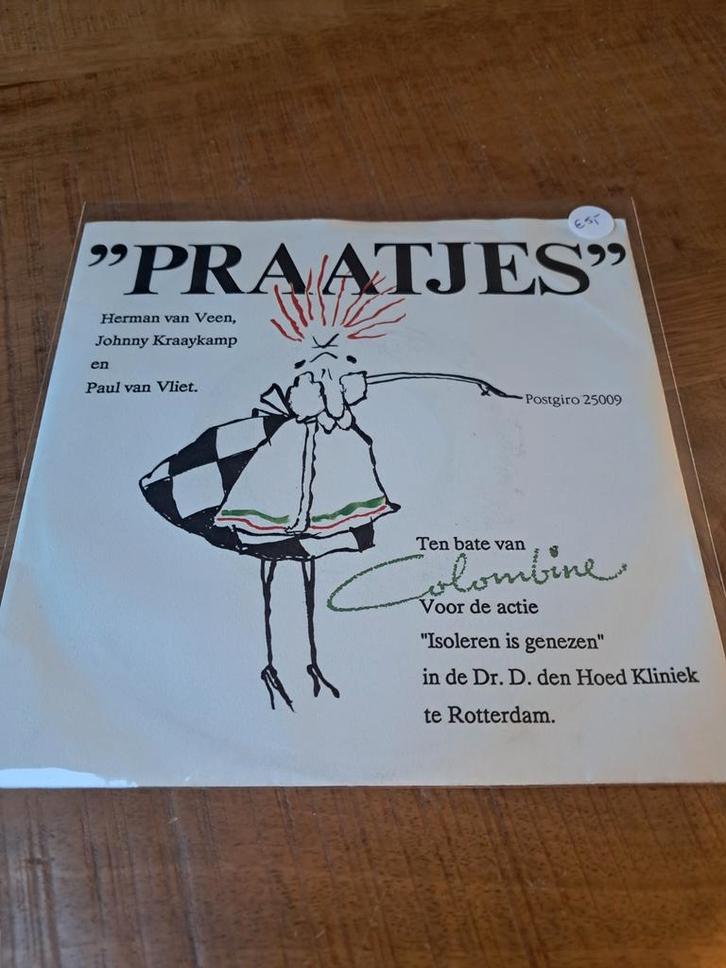 ”PRAATJES”
Herman van Veen,
Johnny Kraaykamp
en
Paul van Vliet.
Postgiro 25009
Ten bate van
Colombine
Voor de actie
"Isoleren is genezen"
in de Dr. D. den Hoed Kliniek
te Rotterdam.